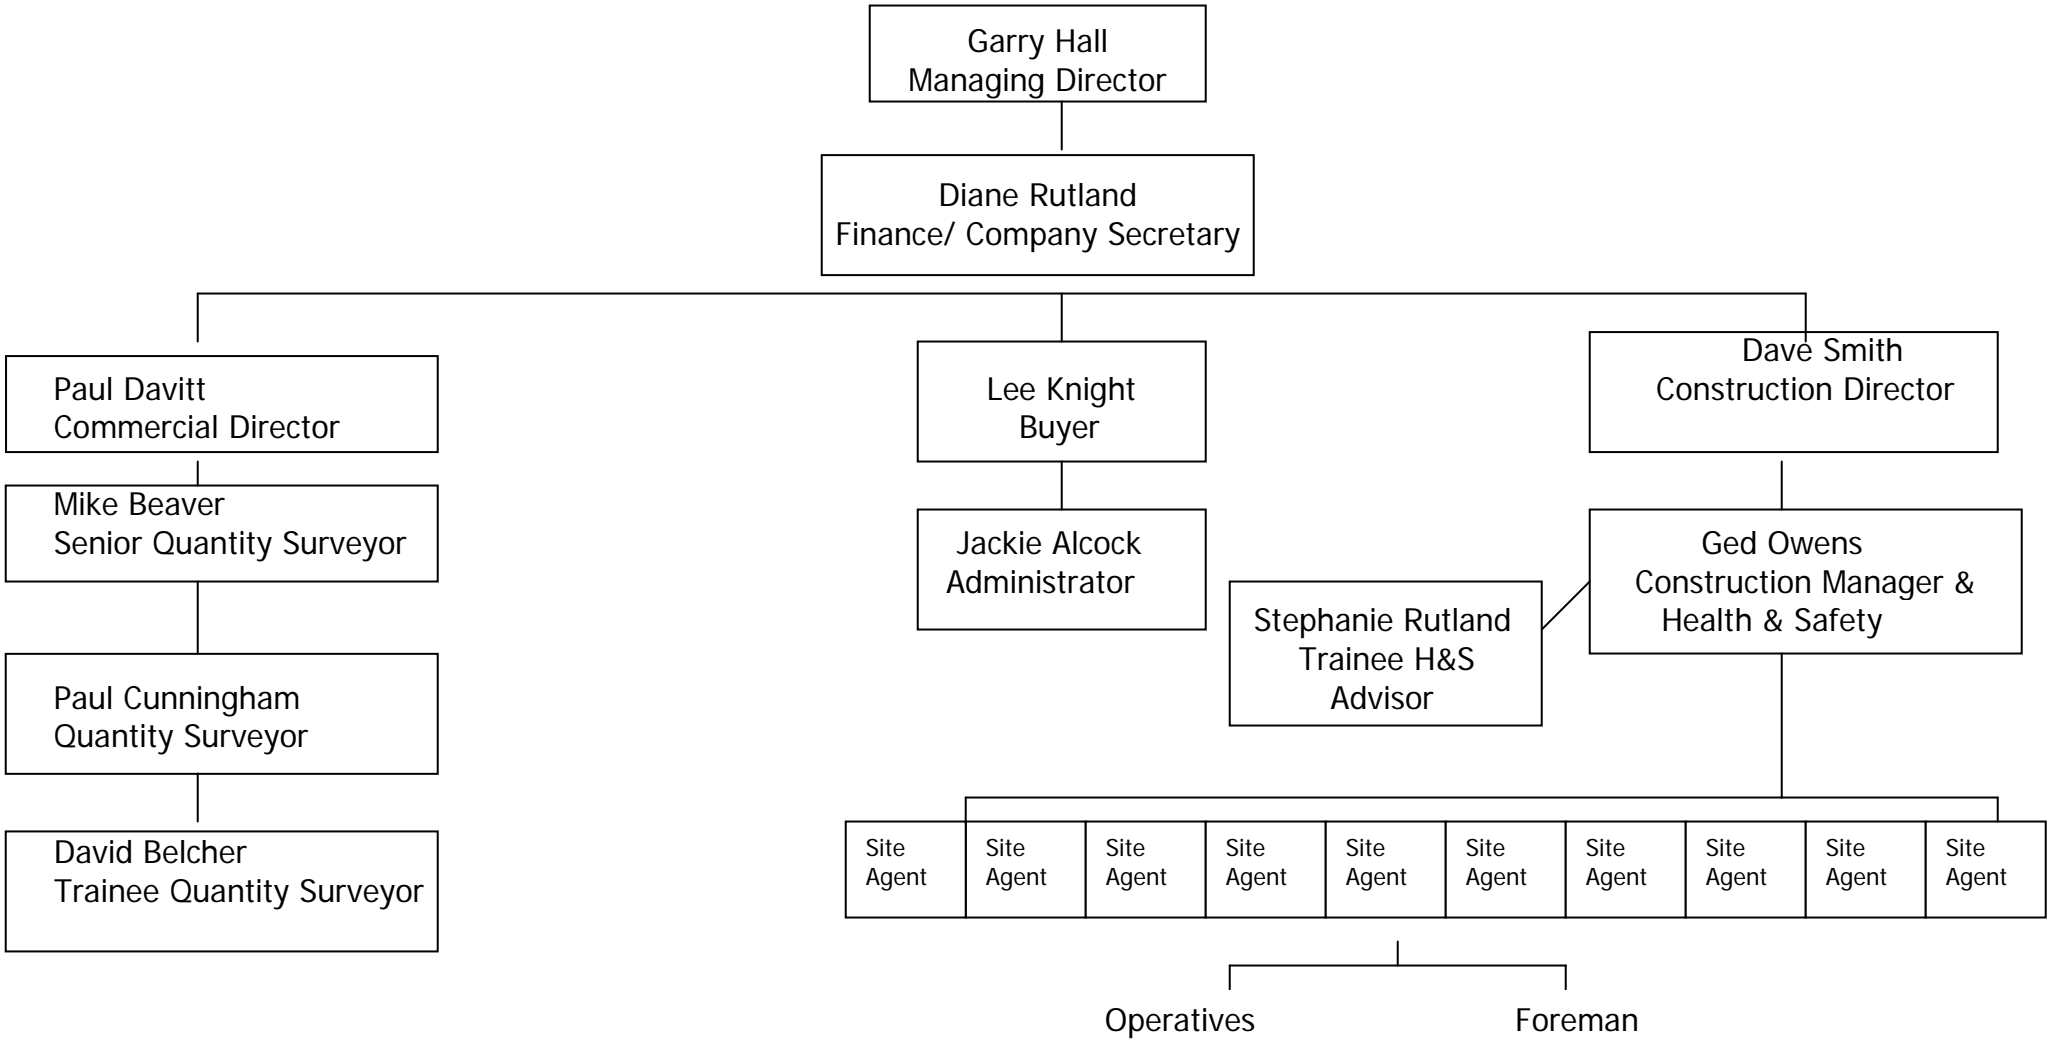 Garry Hall
Managing Director
Diane Rutland
Finance/ Company Secretary
Paul Davitt
Commercial Director
Lee Knight
Buyer
Dave Smith
Construction Director
Mike Beaver
Senior Quantity Surveyor
Jackie Alcock
Administrator
Ged Owens
Construction Manager &
Health & Safety
Stephanie Rutland
Trainee H&S
Advisor
Paul Cunningham
Quantity Surveyor
David Belcher
Trainee Quantity Surveyor
Site
Agent
Site
Agent
Site
Agent
Site
Agent
Site
Agent
Site
Agent
Site
Agent
Site
Agent
Site
Agent
Site
Agent
Operatives
Foreman